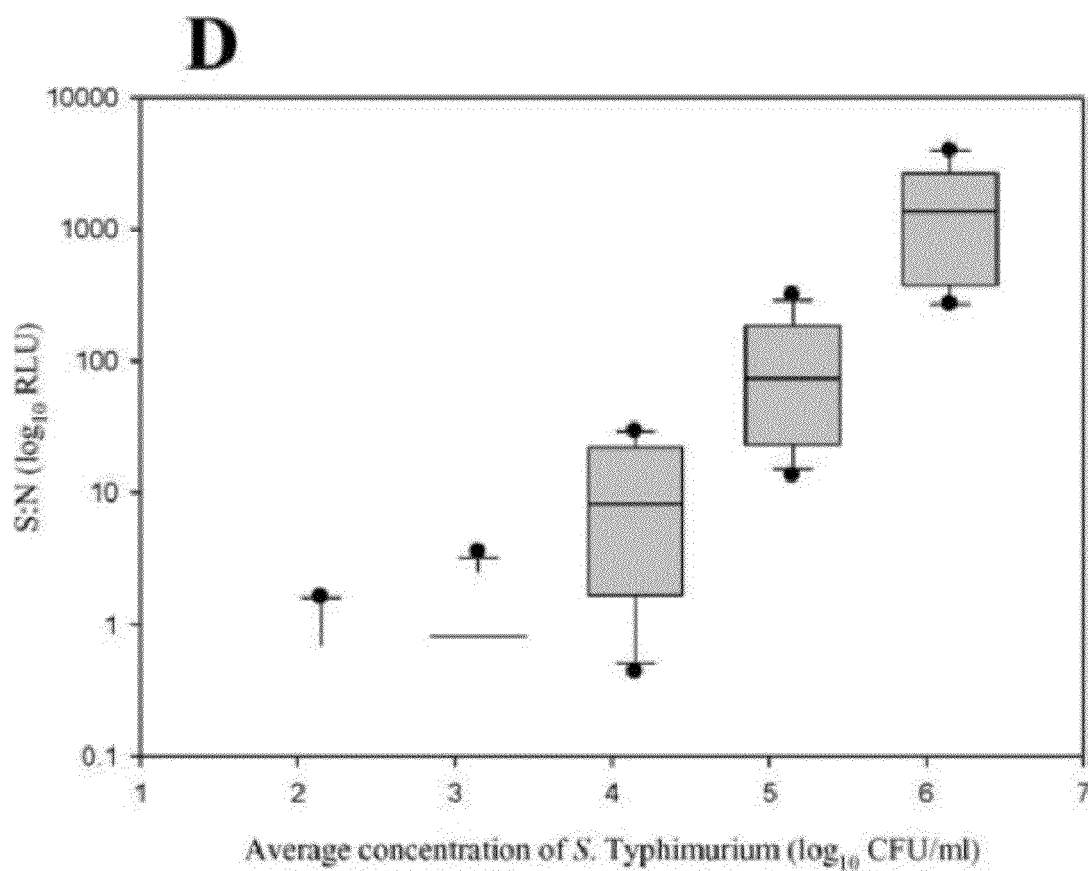 D
10000
1000
100
10
1
0.1
S:N (log10 RLU)
1 2 3 4 5 6 7
Average concentration of S. Typhimurium (log10 CFU/ml)